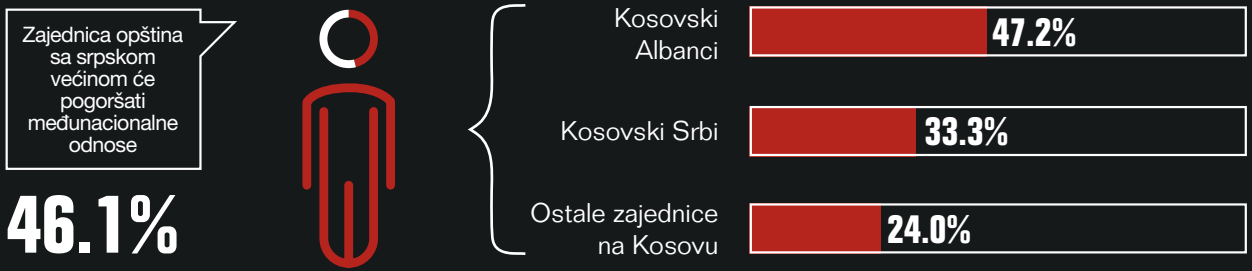 Zajednica opština
sa srpskom
većinom će
pogoršati
međunacionalne
odnose
46.1%
Kosovski
Albanci
47.2%
Kosovski Srbi
33.3%
Ostale zajednice
na Kosovu
24.0%